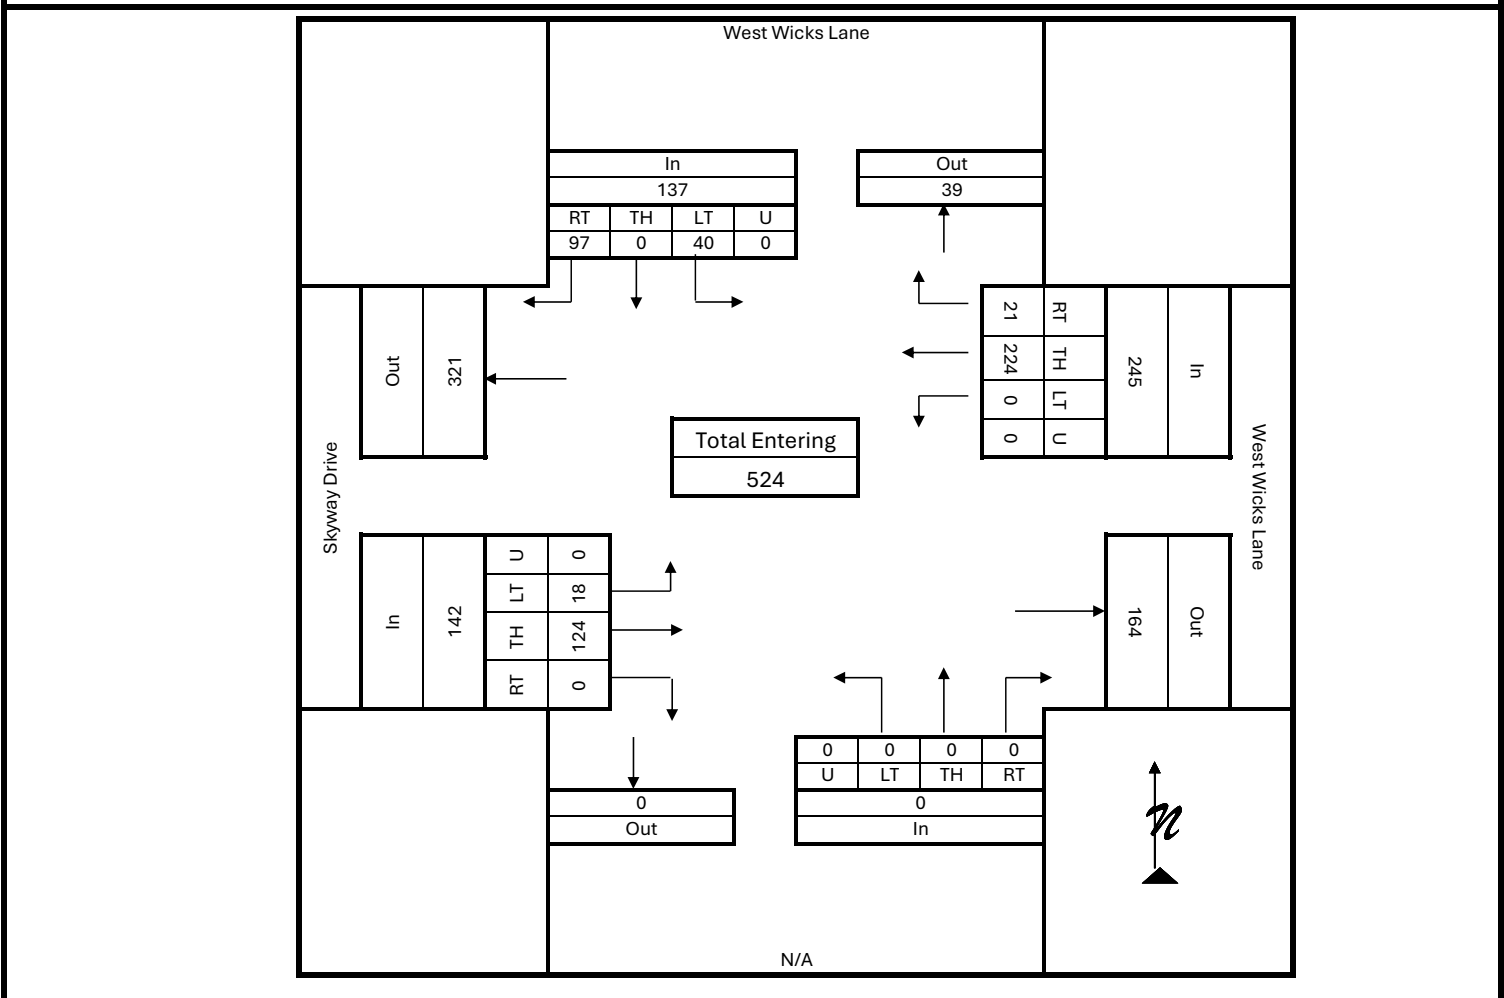 West Wicks Lane
In
137
RT TH LT U
97 0 40 0
Out
39
Out
321
Skyway Drive
21 RT
224 TH
0 LT
0 U
245
In
West Wicks Lane
Total Entering
524
In
142
U 0
LT 18
TH 124
RT 0
164
Out
0 0 0 0
U LT TH RT
0
In
0
Out
N
N/A